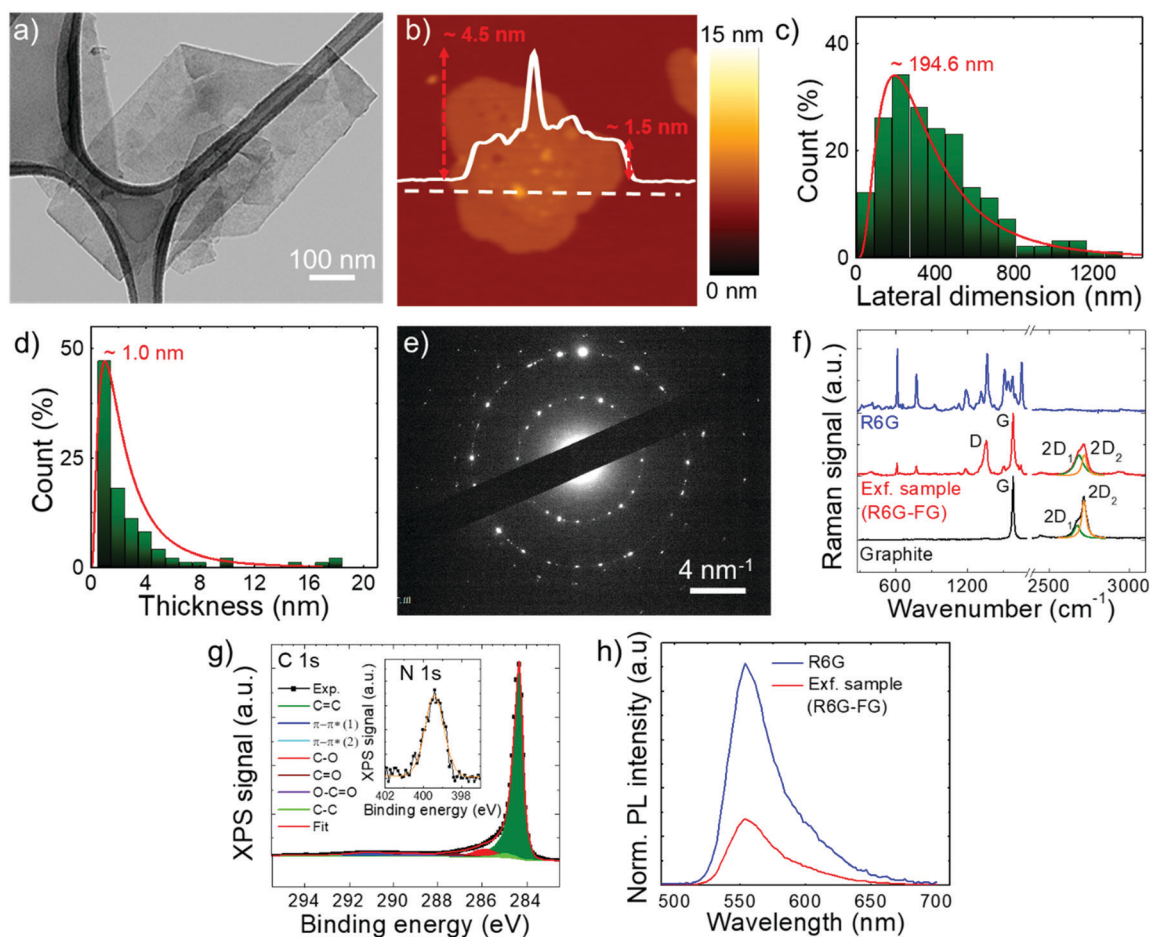 a)
100 nm
b)
~ 4.5 nm
~ 1.5 nm
15 nm
0 nm
c)
Count (%)
40
20
0
~ 194.6 nm
0 400 800 1200
Lateral dimension (nm)
d)
Count (%)
50
25
0
~ 1.0 nm
0 4 8 12 16 20
Thickness (nm)
e)
4 nm-1
f)
Raman signal (a.u.)
R6G
D
G
2D1 2D2
Exf. sample
(R6G-FG)
G
2D1
2D2
Graphite
600 1200 2500 3000
Wavenumber (cm-1)
g)
XPS signal (a.u.)
C 1s
Exp.
C=C
π−π* (1)
π−π* (2)
C-O
C=O
O-C=O
C-C
Fit
N 1s
XPS signal (a.u.)
402 400 398
Binding energy (eV)
294 292 290 288 286 284
Binding energy (eV)
h)
Norm. PL intensity (a.u)
R6G
Exf. sample
(R6G-FG)
500 550 600 650 700
Wavelength (nm)